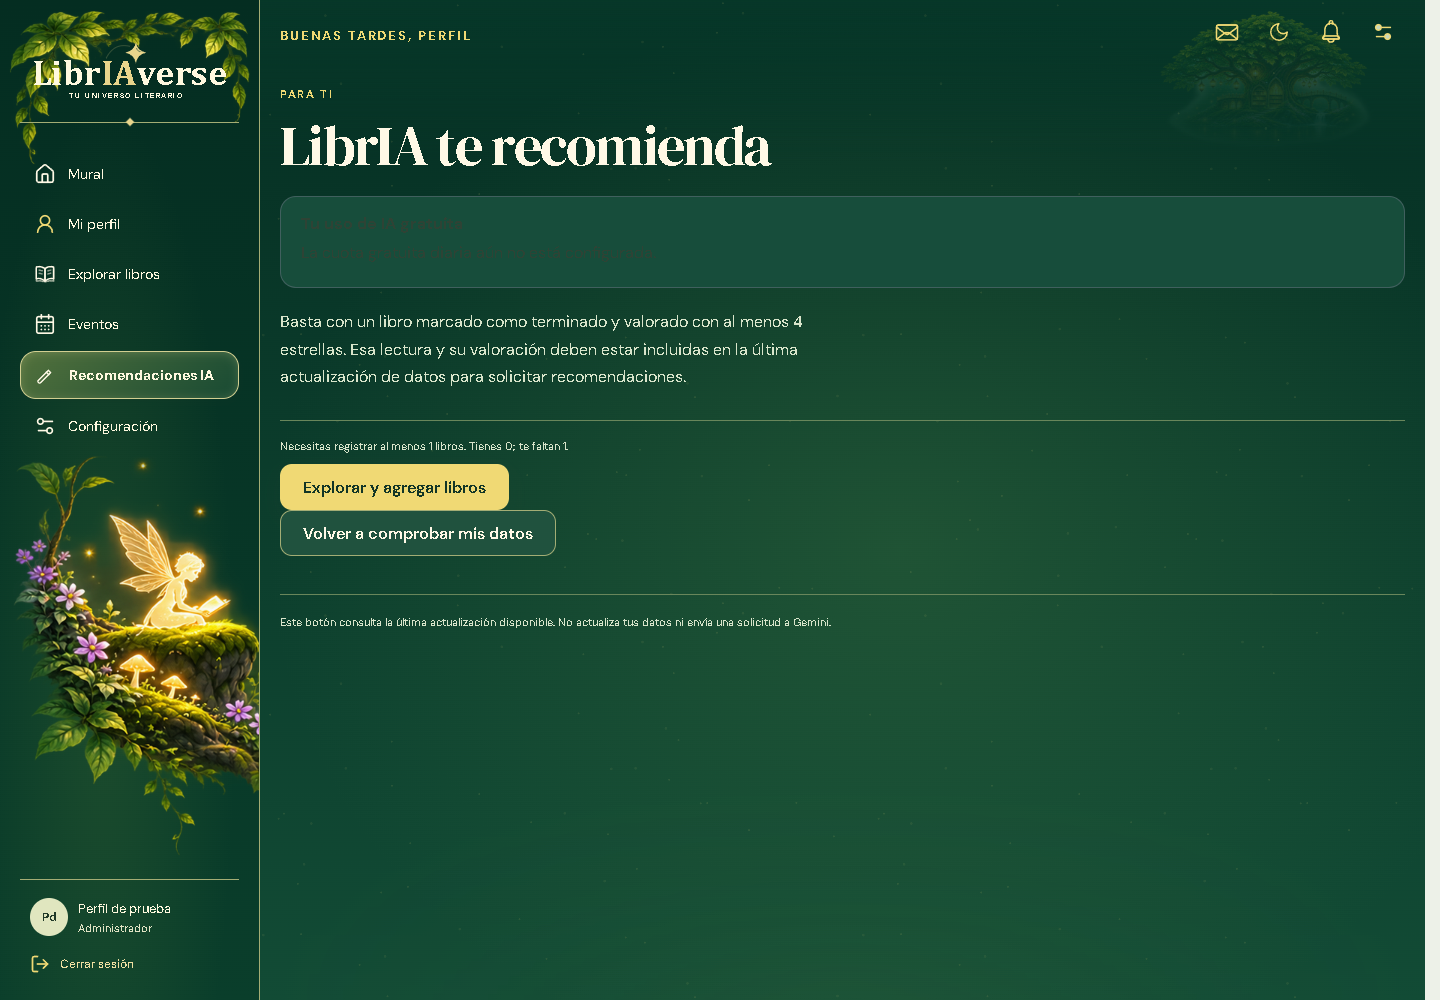 LibrIAverse
TU UNIVERSO LITERARIO
Mural
Mi perfil
Explorar libros
Eventos
Recomendaciones IA
Configuración
Pd
Perfil de prueba
Administrador
Cerrar sesión
BUENAS TARDES, PERFIL
PARA TI
LibrIA te recomienda
Basta con un libro marcado como terminado y valorado con al menos 4
estrellas. Esa lectura y su valoración deben estar incluidas en la última
actualización de datos para solicitar recomendaciones.
Necesitas registrar al menos 1 libros. Tienes 0; te faltan 1.
Explorar y agregar libros
Volver a comprobar mis datos
Este botón consulta la última actualización disponible. No actualiza tus datos ni envía una solicitud a Gemini.